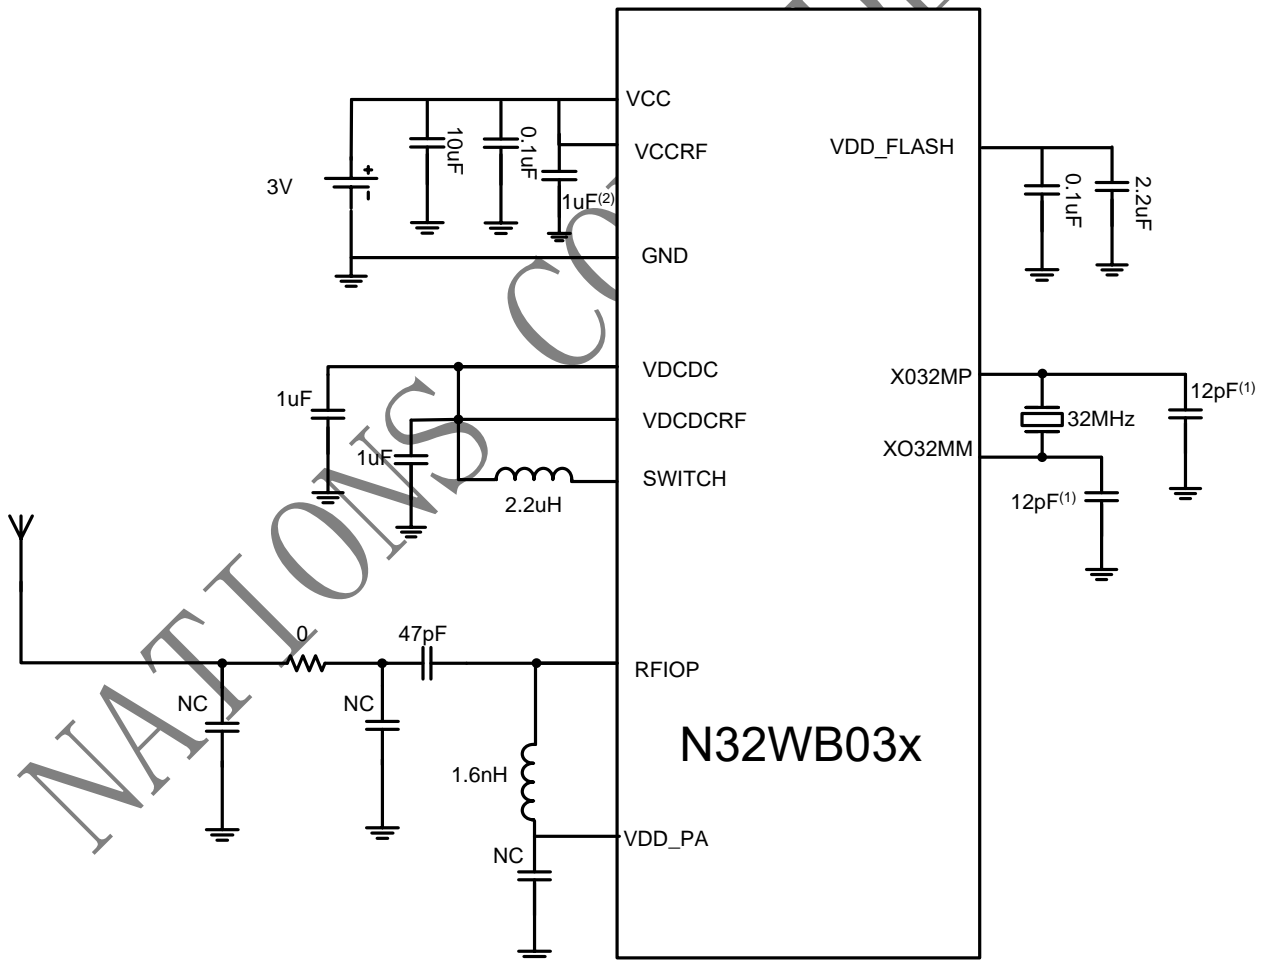 VCC
10uF
0.1uF
VCCRF
VDD_FLASH
3V
+
-
1uF(2)
0.1uF
2.2uF
GND
VDCDC
X032MP
1uF
12pF(1)
VDCDCRF
32MHz
1uF
XO32MM
SWITCH
2.2uH
12pF(1)
0
47pF
RFIOP
NC
NC
N32WB03x
1.6nH
VDD_PA
NC
NATIONS